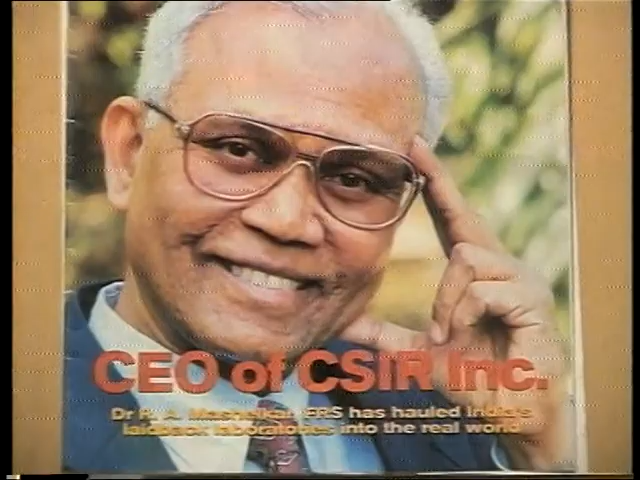 CEO of CSIR Inc.
Dr R. A. Mashelkar, FRS has hauled India's
laidback laboratories into the real world